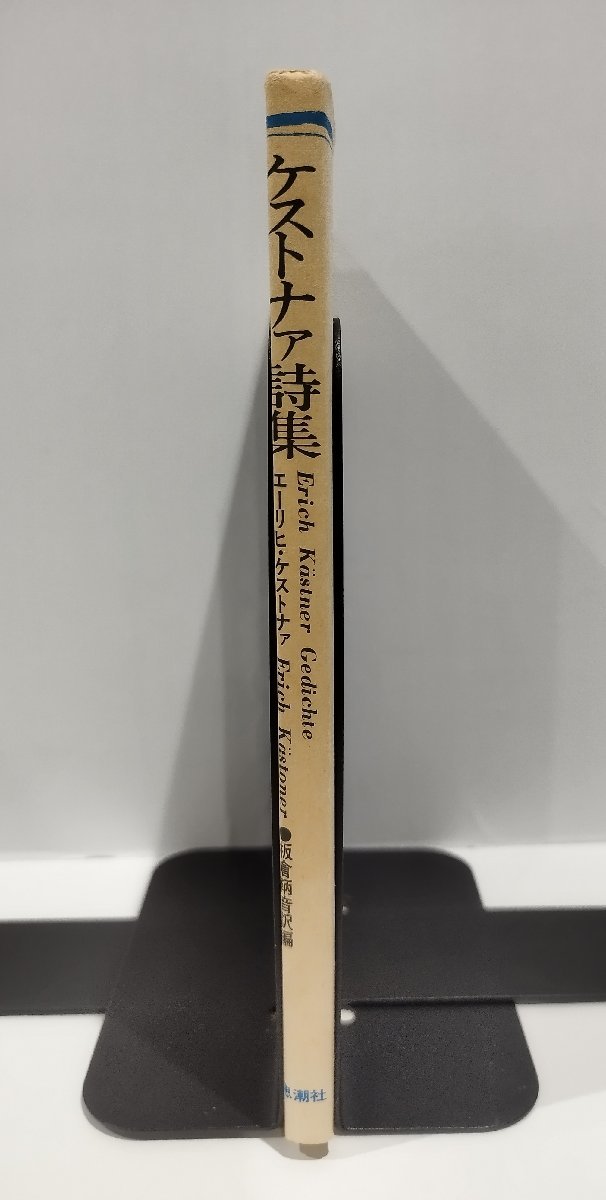 ケストナァ詩集
Erich Kästner Gedichte
エーリヒ・ケストナァ Erich Kästoner ●板倉鞆音訳編
思潮社